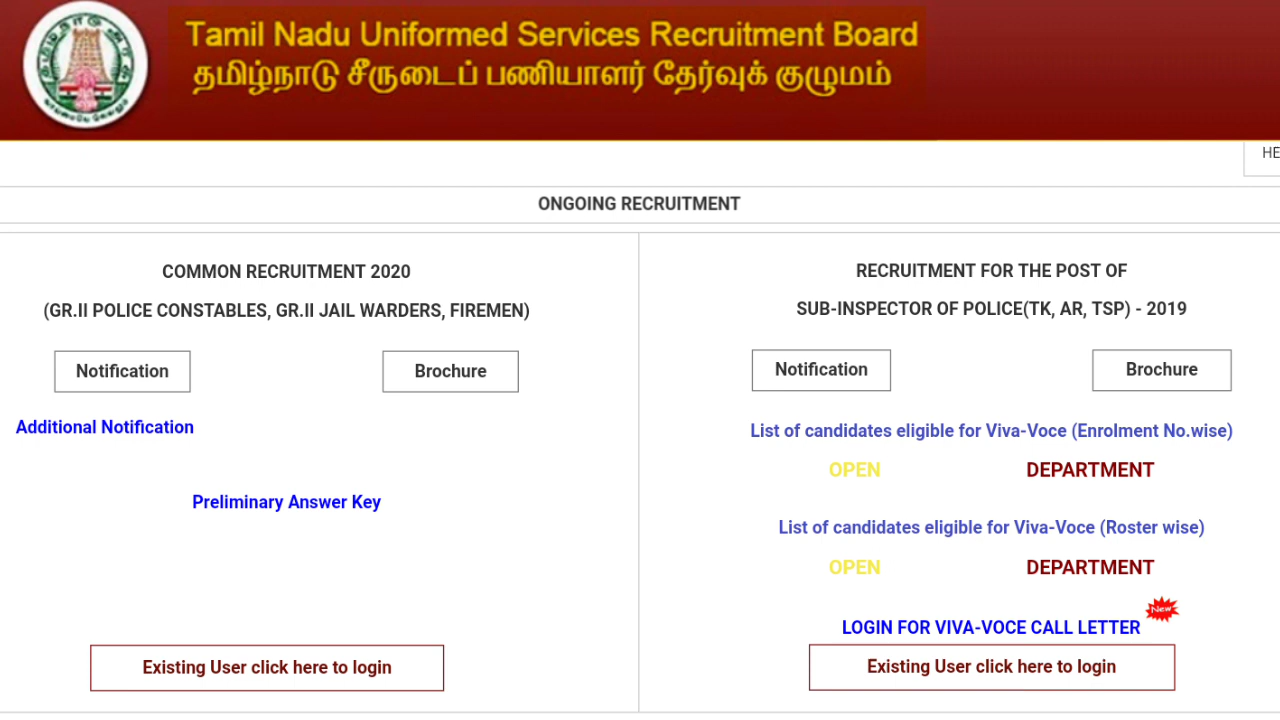 Tamil Nadu Uniformed Services Recruitment Board
தமிழ்நாடு சீருடைப் பணியாளர் தேர்வுக் குழுமம்
HE
ONGOING RECRUITMENT
COMMON RECRUITMENT 2020
(GR.II POLICE CONSTABLES, GR.II JAIL WARDERS, FIREMEN)
Notification Brochure
Additional Notification
Preliminary Answer Key
Existing User click here to login
RECRUITMENT FOR THE POST OF
SUB-INSPECTOR OF POLICE(TK, AR, TSP) - 2019
Notification Brochure
List of candidates eligible for Viva-Voce (Enrolment No.wise)
OPEN DEPARTMENT
List of candidates eligible for Viva-Voce (Roster wise)
OPEN DEPARTMENT
New
LOGIN FOR VIVA-VOCE CALL LETTER
Existing User click here to login